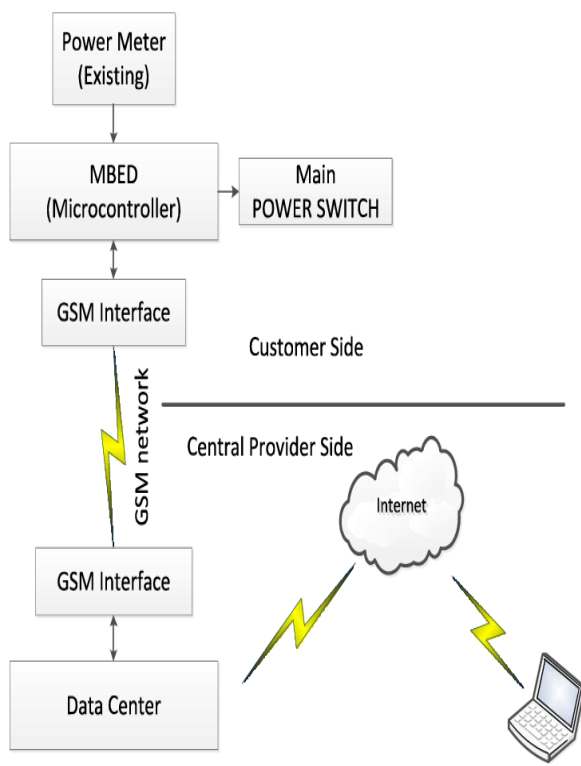 Power Meter
(Existing)
MBED
(Microcontroller)
Main
POWER SWITCH
GSM Interface
Customer Side
GSM network
Central Provider Side
Internet
GSM Interface
Data Center